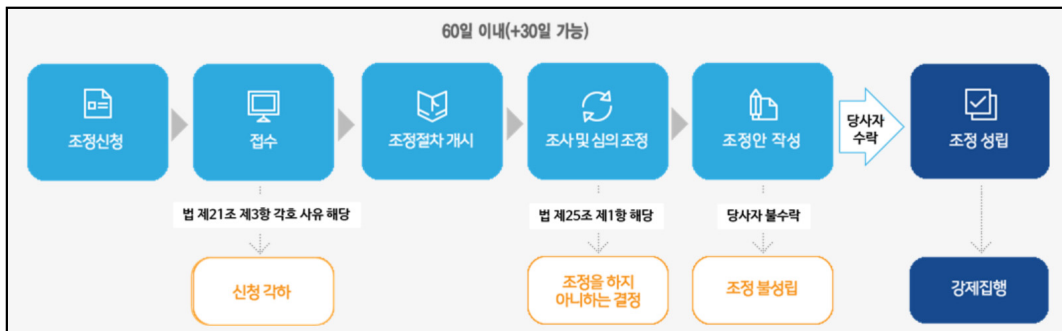 60일 이내(+30일 가능)
조정신청
접수
조정절차 개시
조사 및 심의 조정
조정안 작성
당사자
수락
조정 성립
법 제21조 제3항 각호 사유 해당
법 제25조 제1항 해당
당사자 불수락
신청 각하
조정을 하지
아니하는 결정
조정 불성립
강제집행